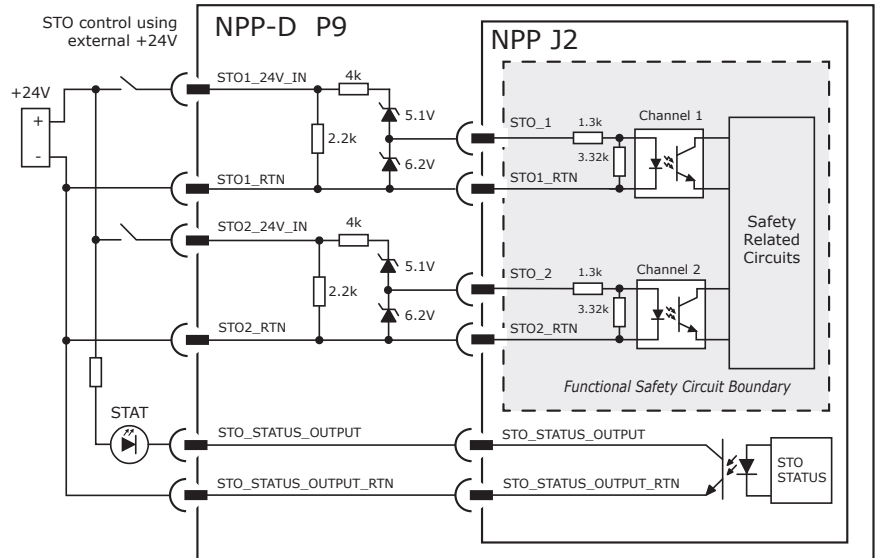 STO control using
external +24V
NPP-D P9
NPP J2
+24V
+
-
STO1_24V_IN
4k
5.1V
2.2k
6.2V
STO1_RTN
STO_1
1.3k
3.32k
Channel 1
STO1_RTN
STO2_24V_IN
4k
5.1V
2.2k
6.2V
STO2_RTN
STO_2
1.3k
3.32k
Channel 2
STO2_RTN
Safety
Related
Circuits
Functional Safety Circuit Boundary
STAT
STO_STATUS_OUTPUT
STO_STATUS_OUTPUT
STO_STATUS_OUTPUT_RTN
STO_STATUS_OUTPUT_RTN
STO
STATUS